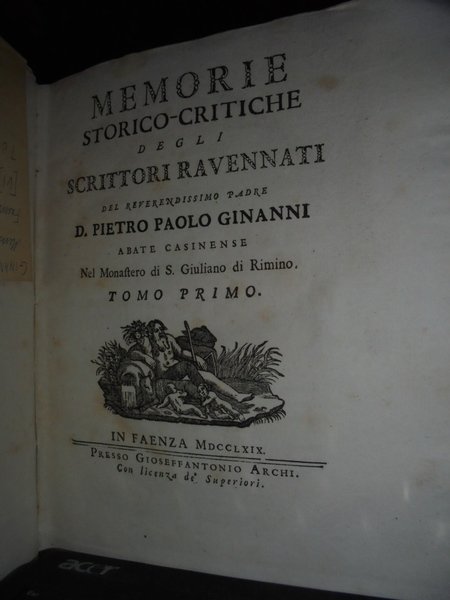 MEMORIE
STORICO-CRITICHE
DEGLI
SCRITTORI RAVENNATI
DEL REVERENDISSIMO PADRE
D. PIETRO PAOLO GINANNI
ABATE CASINENSE
Nel Monaſtero di S. Giuliano di Rimino.
TOMO PRIMO.
IN FAENZA MDCCLXIX.
PRESSO GIOSEFFANTONIO ARCHI.
Con licenza de' Superiori.
acer